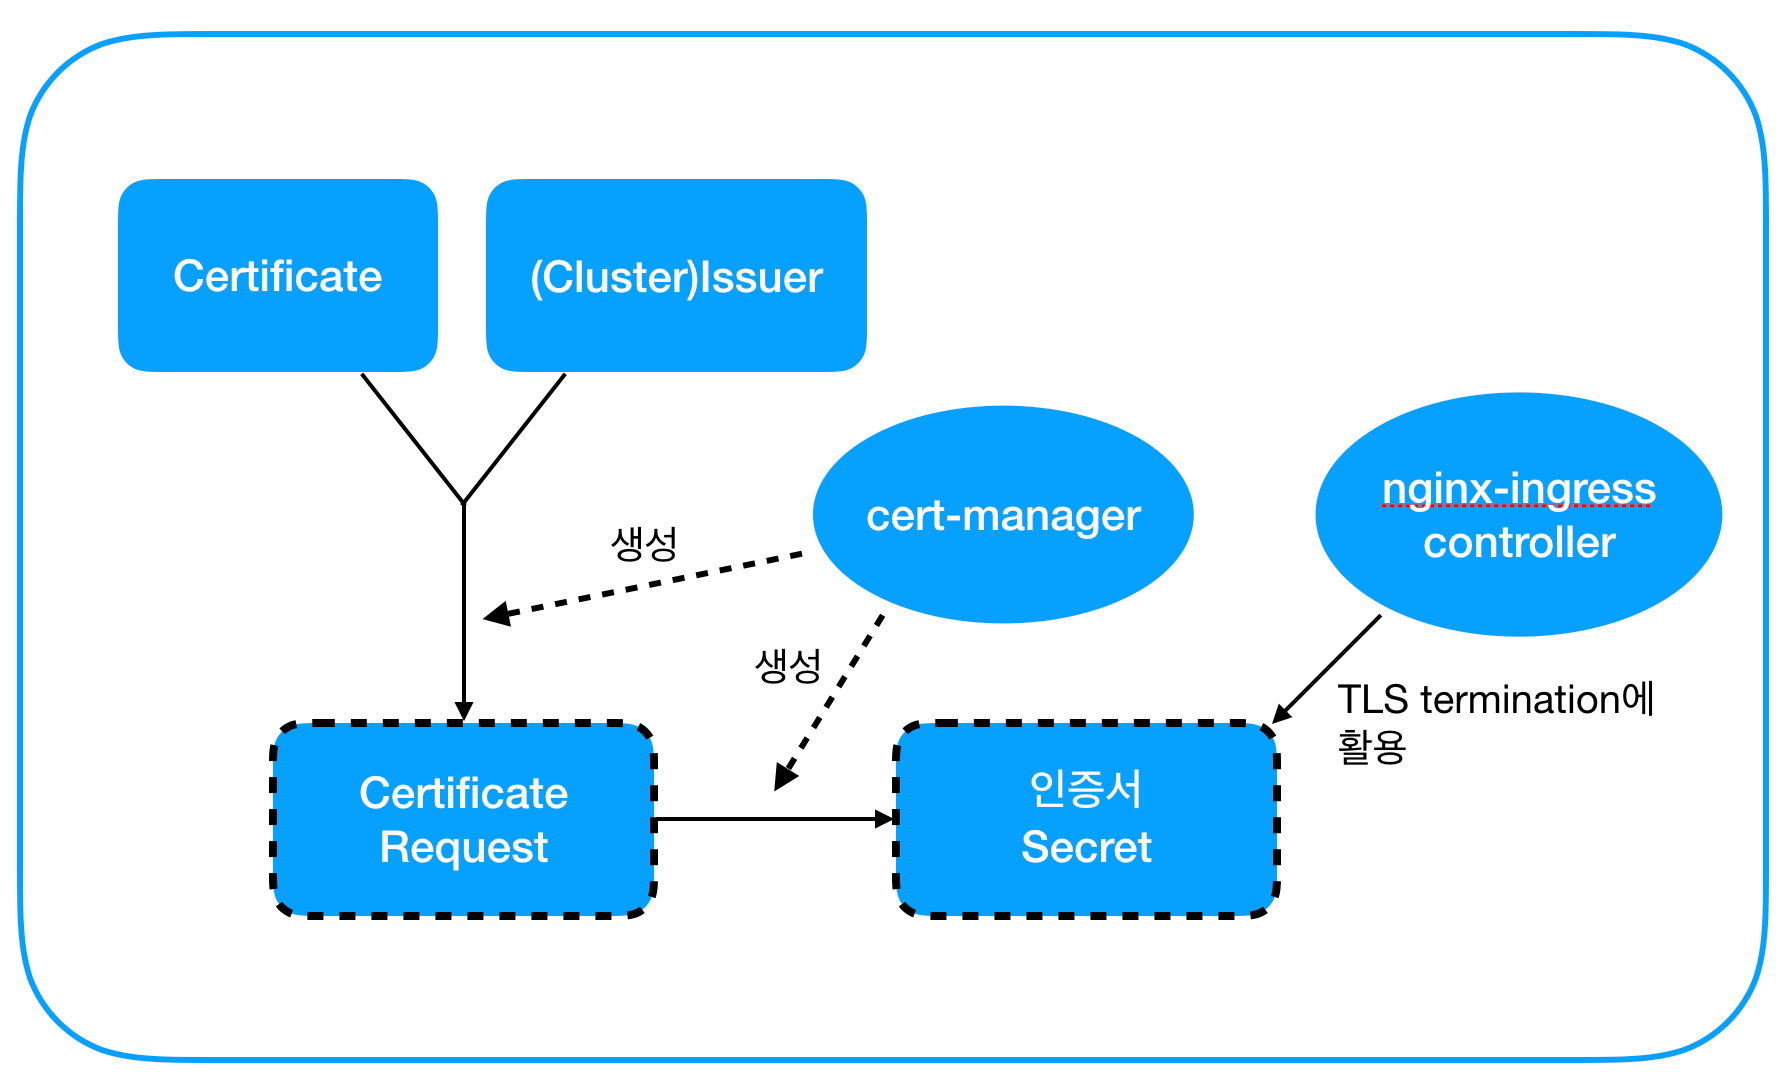 Certificate
(Cluster)Issuer
cert-manager
nginx-ingress
controller
생성
생성
TLS termination에
활용
Certificate
Request
인증서
Secret